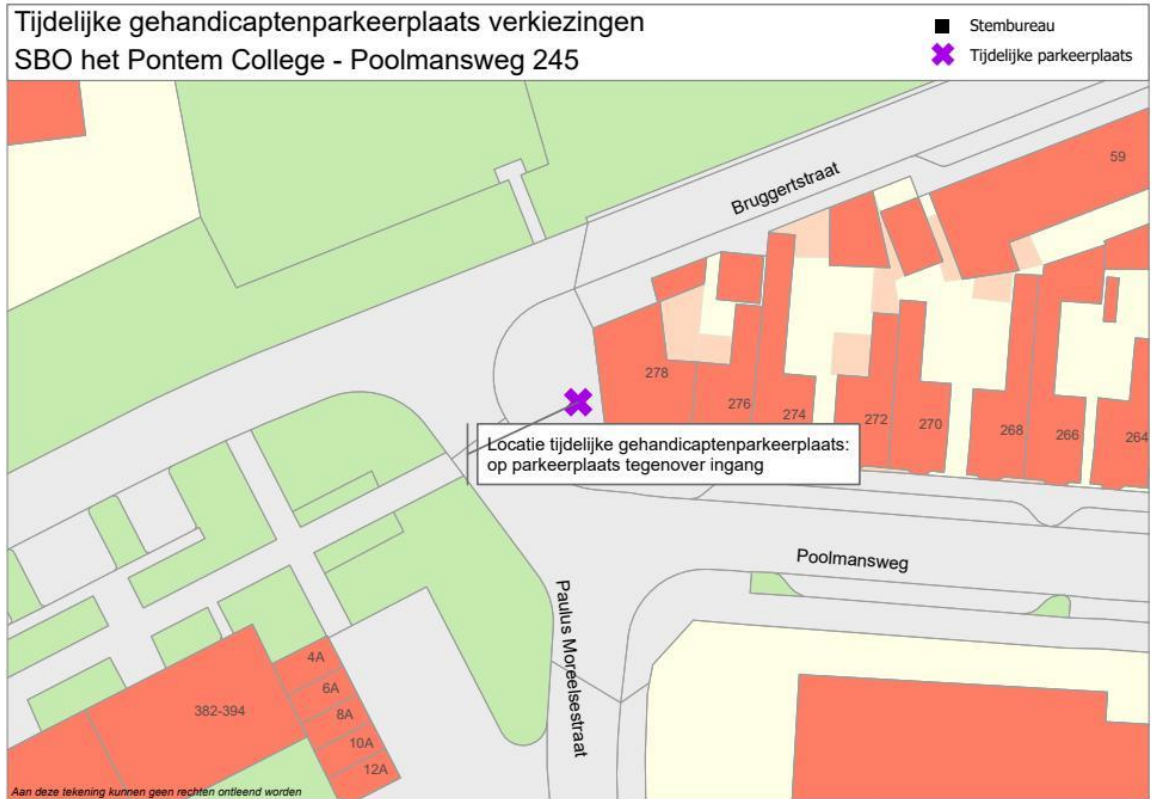 Tijdelijke gehandicaptenparkeerplaats verkiezingen
SBO het Pontem College - Poolmansweg 245
Stembureau
Tijdelijke parkeerplaats
59
Bruggertstraat
278
276
274
272
270
268
266
264
Locatie tijdelijke gehandicaptenparkeerplaats:
op parkeerplaats tegenover ingang
Poolmansweg
Paulus Moreelsestraat
4A
6A
8A
10A
12A
382-394
Aan deze tekening kunnen geen rechten ontleend worden